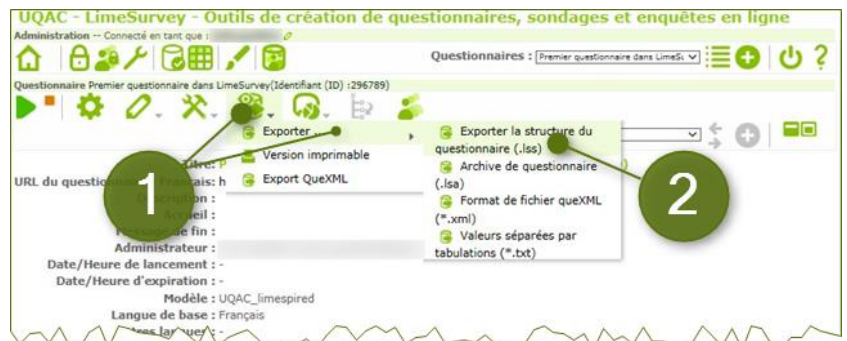 UQAC - LimeSurvey - Outils de création de questionnaires, sondages et enquêtes en ligne
Administration -- Connecté en tant que :
Questionnaires : Premier questionnaire dans LimeSu
Questionnaire Premier questionnaire dans LimeSurvey(Identifiant (ID) :296789)
Exporter ...
Version imprimable
Export QueXML
Exporter la structure du
questionnaire (.lss)
Archive de questionnaire
(.lsa)
Format de fichier queXML
(*.xml)
Valeurs séparées par
tabulations (*.txt)
1
2
Titre:
URL du Français: h
:
Accueil :
de fin :
Administrateur :
Date/Heure de lancement : -
Date/Heure d'expiration : -
Modèle : UQAC_limespired
Langue de base : Français